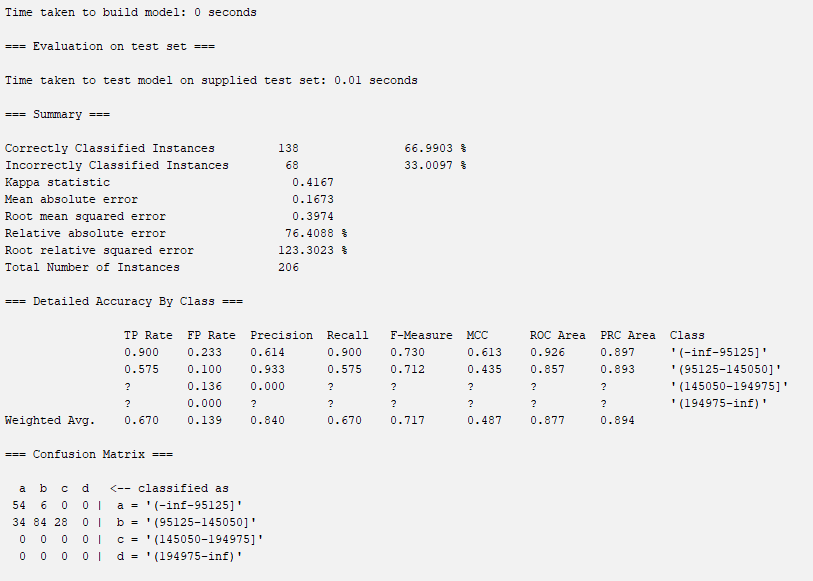 Time taken to build model: 0 seconds
=== Evaluation on test set ===
Time taken to test model on supplied test set: 0.01 seconds
=== Summary ===
Correctly Classified Instances         138               66.9903 %
Incorrectly Classified Instances        68               33.0097 %
Kappa statistic                          0.4167
Mean absolute error                      0.1673
Root mean squared error                  0.3974
Relative absolute error                 76.4088 %
Root relative squared error            123.3023 %
Total Number of Instances              206
=== Detailed Accuracy By Class ===
                 TP Rate  FP Rate  Precision  Recall   F-Measure  MCC      ROC Area  PRC Area  Class
                 0.900    0.233    0.614      0.900    0.730      0.613    0.926     0.897     '(-inf-95125]'
                 0.575    0.100    0.933      0.575    0.712      0.435    0.857     0.893     '(95125-145050]'
                 ?        0.136    0.000      ?        ?          ?        ?         ?         '(145050-194975]'
                 ?        0.000    ?          ?        ?          ?        ?         ?         '(194975-inf)'
Weighted Avg.    0.670    0.139    0.840      0.670    0.717      0.487    0.877     0.894
=== Confusion Matrix ===
  a  b  c  d   <-- classified as
 54  6  0  0 |  a = '(-inf-95125]'
 34 84 28  0 |  b = '(95125-145050]'
  0  0  0  0 |  c = '(145050-194975]'
  0  0  0  0 |  d = '(194975-inf)'